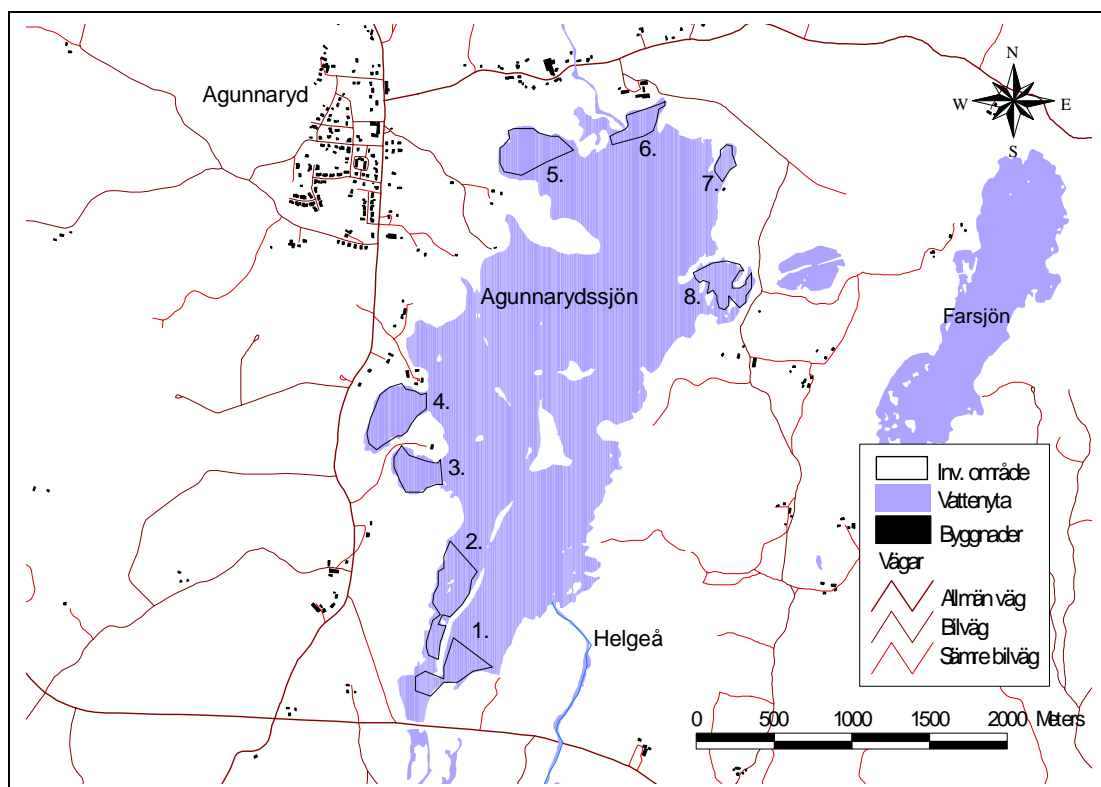 N
W E
S
Agunnaryd
6.
5.
7.
Agunnarydssjön
8.
Farsjön
4.
3.
2.
1.
Helgeå
Inv. område
Vattenyta
Byggnader
Vägar
Allmän väg
Bilväg
Sämre bilväg
0 500 1000 1500 2000 Meters